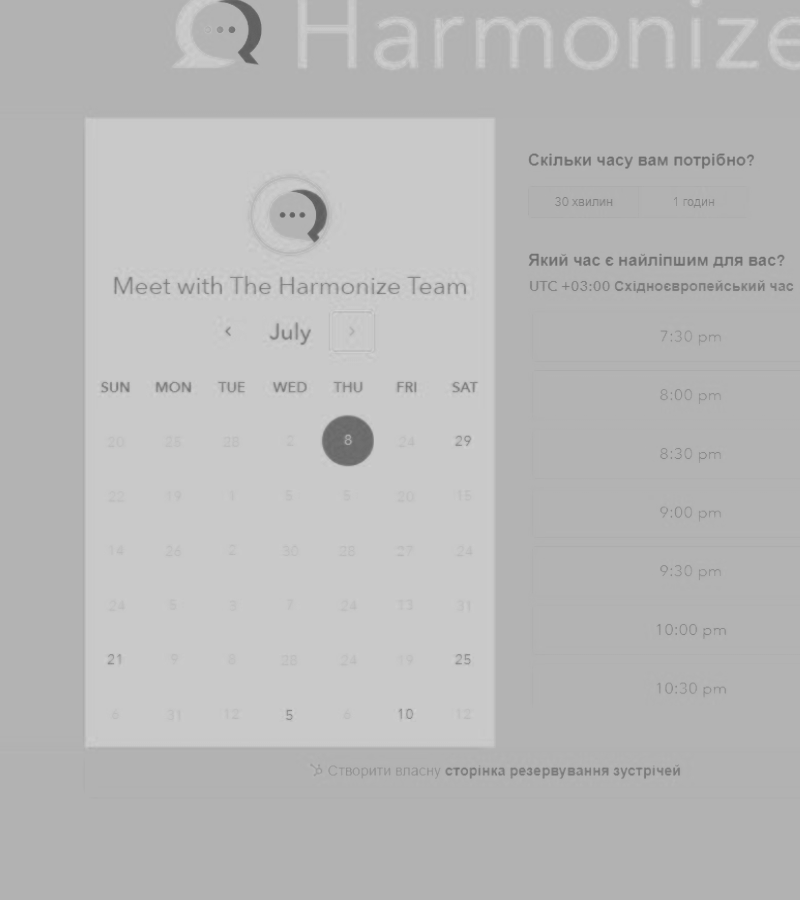 Harmonize
Meet with The Harmonize Team
July
SUN MON TUE WED THU FRI SAT
20 25 28 2 8 24 29
22 19 1 5 5 20 15
14 26 2 30 27 24
24 5 3 7 24 13 31
21 9 8 28 24 19 25
6 31 12 5 6 10 12
Скільки часу вам потрібно?
30 хвилин 1 годин
Який час є найліпшим для вас?
UTC +03:00 Східноєвропейський час
7:30 pm
8:00 pm
8:30 pm
9:00 pm
9:30 pm
10:00 pm
10:30 pm
Створити власну сторінка резервування зустрічей